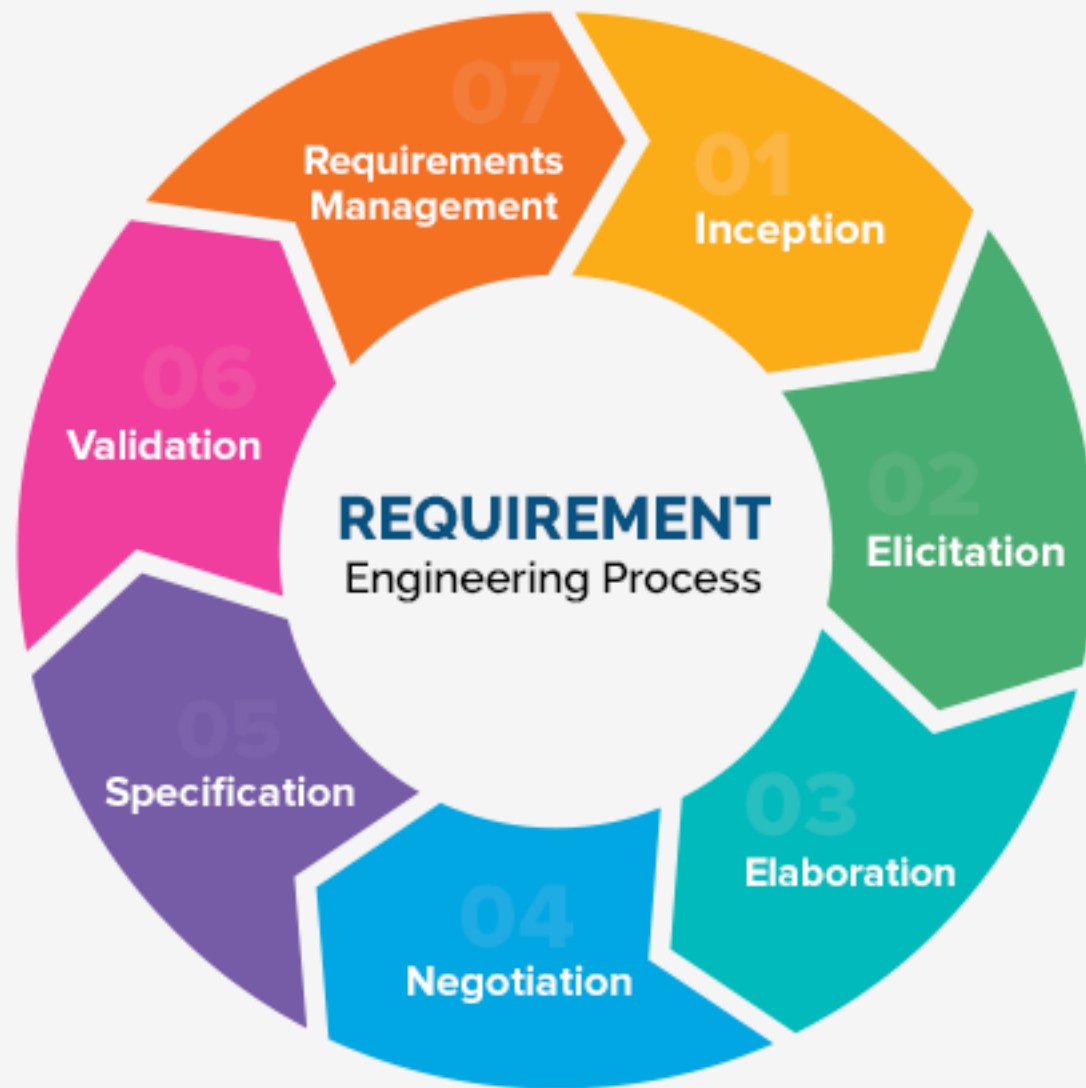 REQUIREMENT
Engineering Process
01
Inception
02
Elicitation
03
Elaboration
04
Negotiation
05
Specification
06
Validation
07
Requirements
Management